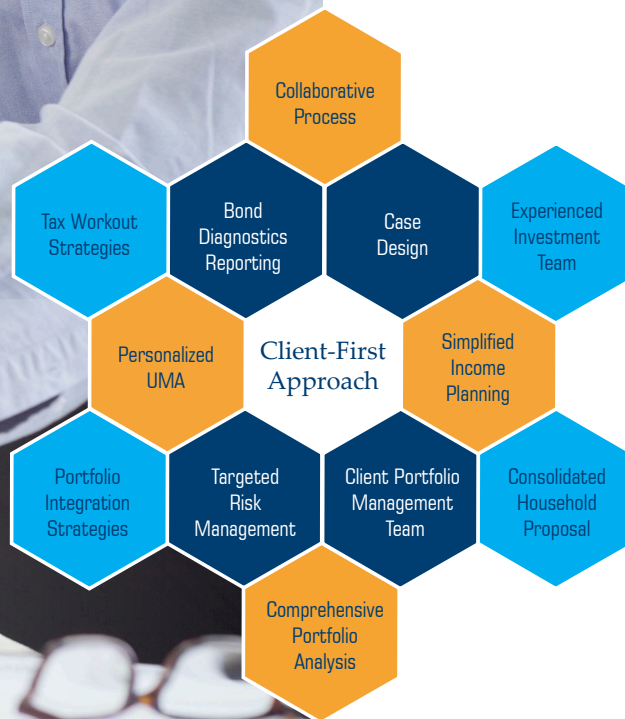 Collaborative
Process
Tax Workout
Strategies
Bond
Diagnostics
Reporting
Case
Design
Experienced
Investment
Team
Personalized
UMA
Client-First
Approach
Simplified
Income
Planning
Portfolio
Integration
Strategies
Targeted
Risk
Management
Client Portfolio
Management
Team
Consolidated
Household
Proposal
Comprehensive
Portfolio
Analysis